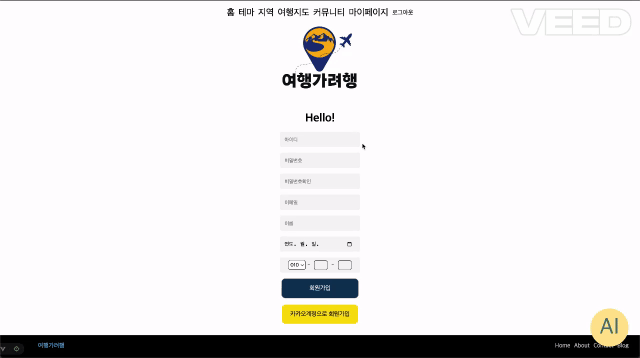 홈 테마 지역 여행지도 커뮤니티 마이페이지 로그아웃
VEED
여행가려행
Hello!
아이디
비밀번호
비밀번호확인
이메일
이름
연도. 월. 일.
010 - -
회원가입
카카오계정으로 회원가입
AI
여행가려행
Home About Contact Blog